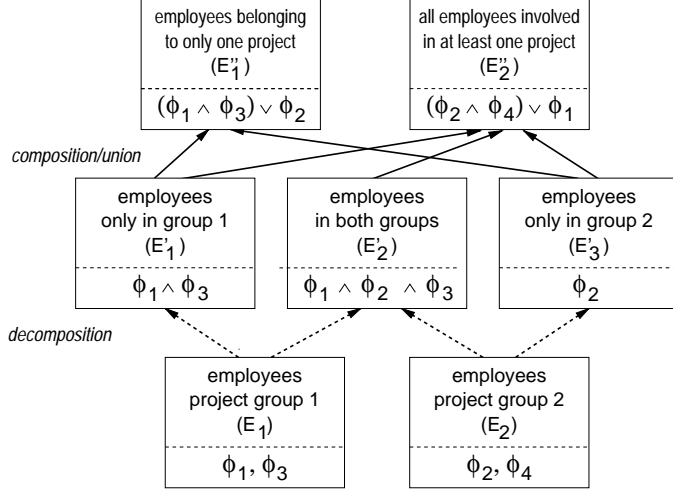 employees belonging
to only one project
(E''1)
(ϕ1 ∧ ϕ3) ∨ ϕ2
all employees involved
in at least one project
(E''2)
(ϕ2 ∧ ϕ4) ∨ ϕ1
composition/union
employees
only in group 1
(E'1)
ϕ1 ∧ ϕ3
employees
in both groups
(E'2)
ϕ1 ∧ ϕ2 ∧ ϕ3
employees
only in group 2
(E'3)
ϕ2
decomposition
employees
project group 1
(E1)
ϕ1, ϕ3
employees
project group 2
(E2)
ϕ2, ϕ4